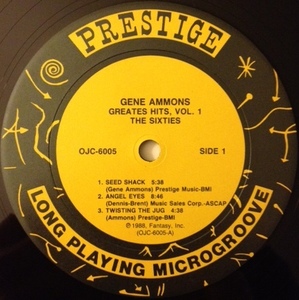 PRESTIGE
GENE AMMONS
GREATES HITS, VOL. 1
THE SIXTIES
OJC-6005 SIDE 1
1. SEED SHACK 5:38
(Gene Ammons) Prestige Music-BMI
2. ANGEL EYES 8:46
(Dennis-Brent) Music Sales Corp.-ASCAP
3. TWISTING THE JUG 4:38
(Ammons) Prestige-BMI
℗ 1988, Fantasy, Inc.
(OJC-6005-A)
LONG PLAYING MICROGROOVE